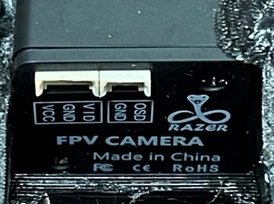 VCC
GND
VID
GND
OSD
RAZER
FPV CAMERA
Made in China
FC CE RoHS